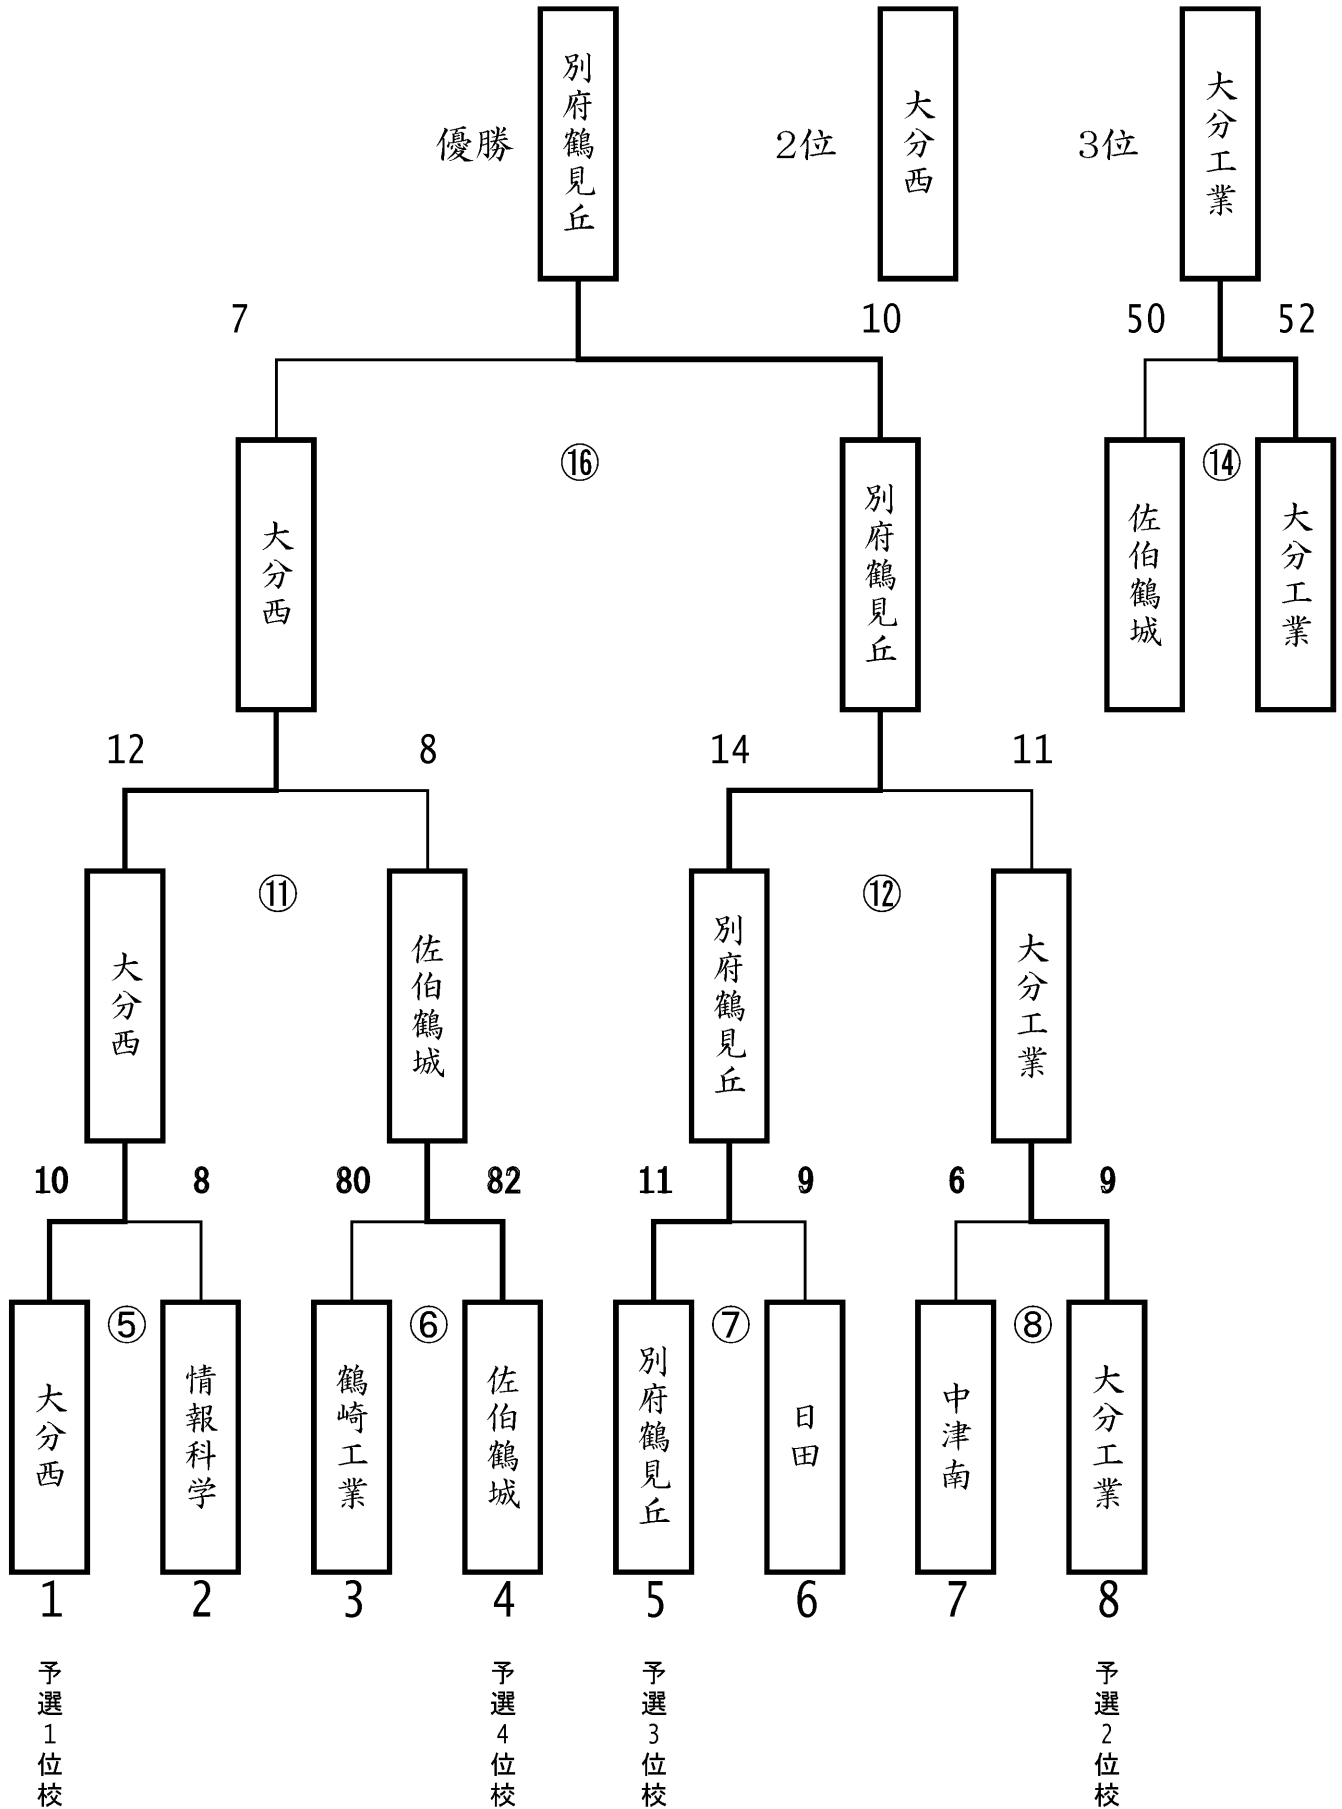 優勝
別府鶴見丘
2位
大分西
3位
大分工業
7
10
50
52
⑯
⑭
大分西
別府鶴見丘
佐伯鶴城
大分工業
12
8
14
11
⑪
⑫
大分西
佐伯鶴城
別府鶴見丘
大分工業
10
8
80
82
11
9
6
9
⑤
⑥
⑦
⑧
大分西
情報科学
鶴崎工業
佐伯鶴城
別府鶴見丘
日田
中津南
大分工業
1
2
3
4
5
6
7
8
予選1位校
予選4位校
予選3位校
予選2位校